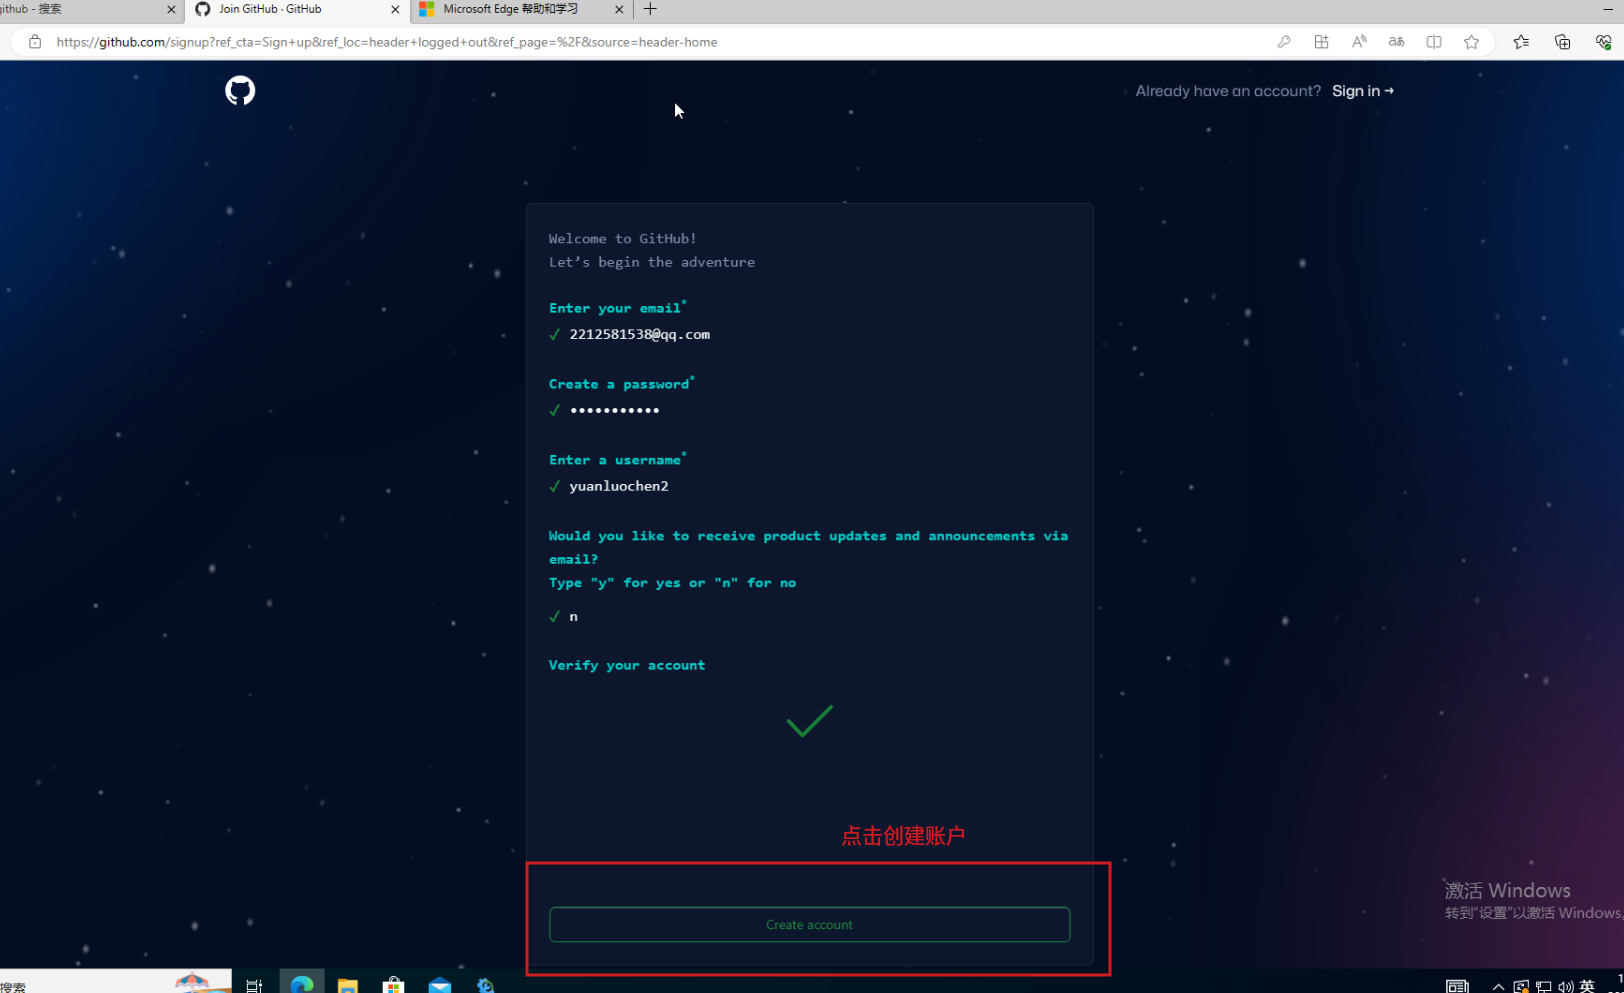 github - 搜索
Join GitHub · GitHub
Microsoft Edge 帮助和学习
https://github.com/signup?ref_cta=Sign+up&ref_loc=header+logged+out&ref_page=%2F&source=header-home
Already have an account? Sign in →
Welcome to GitHub!
Let’s begin the adventure
Enter your email*
✓ 2212581538@qq.com
Create a password*
✓ •••••••••••
Enter a username*
✓ yuanluochen2
Would you like to receive product updates and announcements via
email?
Type "y" for yes or "n" for no
✓ n
Verify your account
点击创建账户
Create account
激活 Windows
转到"设置"以激活 Windows。
搜索
英